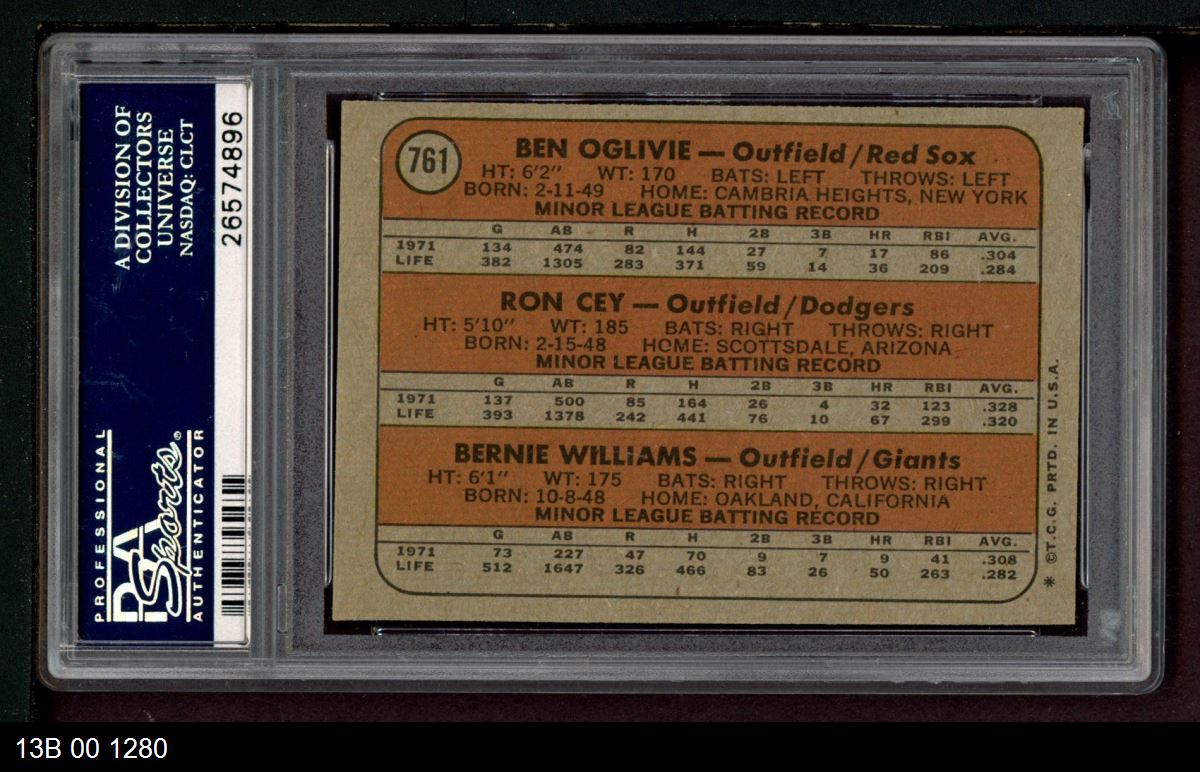 A DIVISION OF
COLLECTORS
UNIVERSE
NASDAQ: CLCT
26574896
PROFESSIONAL
PSA
Sports®
AUTHENTICATOR
761
BEN OGLIVIE — Outfield/Red Sox
HT: 6'2" WT: 170 BATS: LEFT THROWS: LEFT
BORN: 2-11-49 HOME: CAMBRIA HEIGHTS, NEW YORK
MINOR LEAGUE BATTING RECORD
G AB R H 2B 3B HR RBI AVG.
1971 134 474 82 144 27 7 17 86 .304
LIFE 382 1305 283 371 59 14 36 209 .284
RON CEY — Outfield/Dodgers
HT: 5'10" WT: 185 BATS: RIGHT THROWS: RIGHT
BORN: 2-15-48 HOME: SCOTTSDALE, ARIZONA
MINOR LEAGUE BATTING RECORD
G AB R H 2B 3B HR RBI AVG.
1971 137 500 85 164 26 4 32 123 .328
LIFE 393 1378 242 441 76 10 67 299 .320
BERNIE WILLIAMS — Outfield/Giants
HT: 6'1" WT: 175 BATS: RIGHT THROWS: RIGHT
BORN: 10-8-48 HOME: OAKLAND, CALIFORNIA
MINOR LEAGUE BATTING RECORD
G AB R H 2B 3B HR RBI AVG.
1971 73 227 47 70 9 7 9 41 .308
LIFE 512 1647 326 466 83 26 50 263 .282
* ©T.C.G. PRTD. IN U.S.A.
13B 00 1280